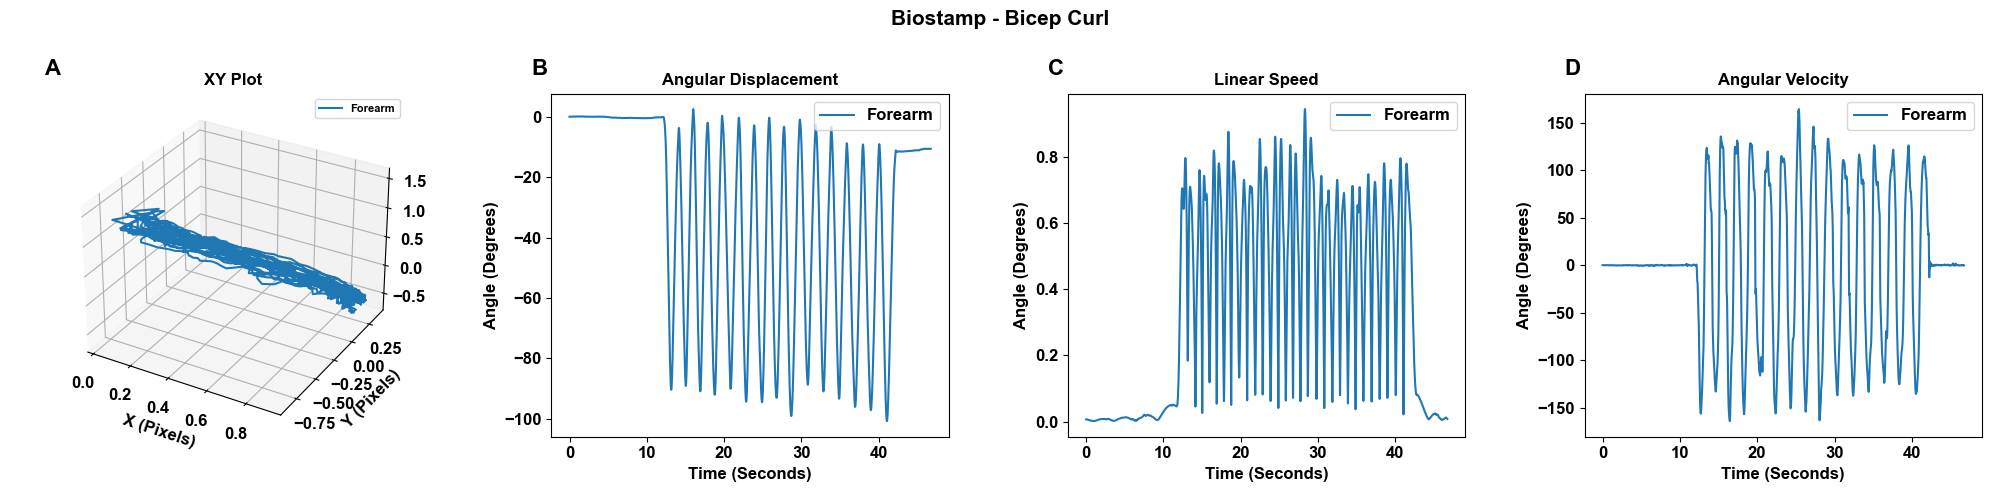 Biostamp - Bicep Curl
A
XY Plot
Forearm
1.5
1.0
0.5
0.0
−0.5
0.25
0.00
−0.25
−0.50
−0.75
Y (Pixels)
0.0
0.2
0.4
0.6
0.8
X (Pixels)
B
Angular Displacement
Forearm
0
−20
−40
−60
−80
−100
Angle (Degrees)
0 10 20 30 40
Time (Seconds)
C
Linear Speed
Forearm
0.8
0.6
0.4
0.2
0.0
Angle (Degrees)
0 10 20 30 40
Time (Seconds)
D
Angular Velocity
Forearm
150
100
50
0
−50
−100
−150
Angle (Degrees)
0 10 20 30 40
Time (Seconds)